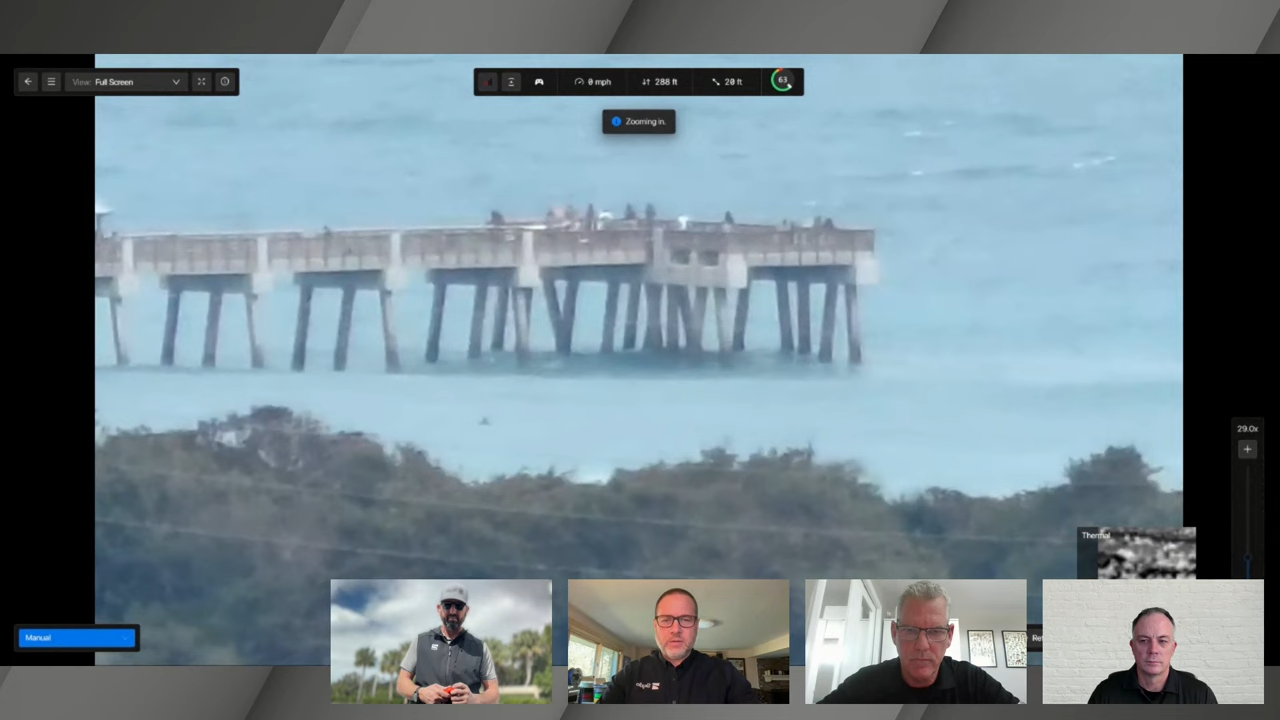 View: Full Screen
0 mph
288 ft
20 ft
63
Zooming in.
29.0x
Thermal
Manual